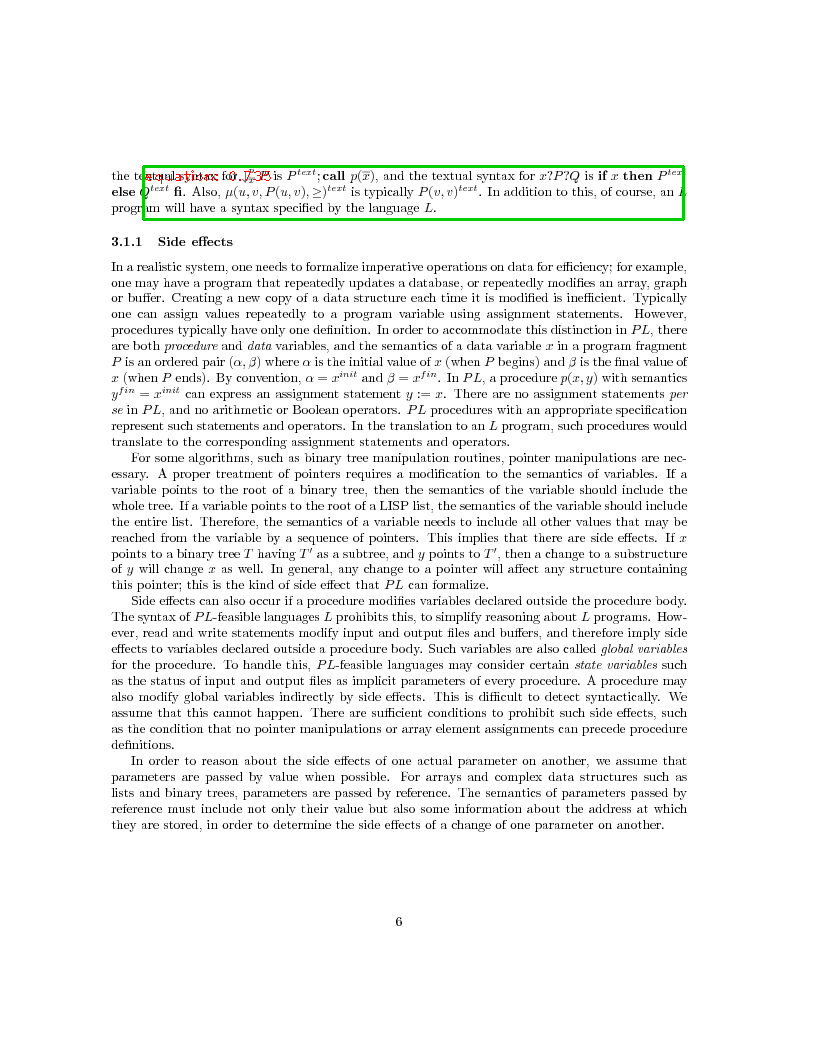 the textual syntax for is P^text; call p(x̅), and the textual syntax for x?P?Q is if x then P^tex
else Q^text fi. Also, μ(u, v, P(u, v), ≥)^text is typically P(v, v)^text. In addition to this, of course, an L
program will have a syntax specified by the language L.
3.1.1 Side effects
In a realistic system, one needs to formalize imperative operations on data for efficiency; for example,
one may have a program that repeatedly updates a database, or repeatedly modifies an array, graph
or buffer. Creating a new copy of a data structure each time it is modified is inefficient. Typically
one can assign values repeatedly to a program variable using assignment statements. However,
procedures typically have only one definition. In order to accommodate this distinction in PL, there
are both procedure and data variables, and the semantics of a data variable x in a program fragment
P is an ordered pair (α, β) where α is the initial value of x (when P begins) and β is the final value of
x (when P ends). By convention, α = x^init and β = x^fin. In PL, a procedure p(x, y) with semantics
y^fin = x^init can express an assignment statement y := x. There are no assignment statements per
se in PL, and no arithmetic or Boolean operators. PL procedures with an appropriate specification
represent such statements and operators. In the translation to an L program, such procedures would
translate to the corresponding assignment statements and operators.
For some algorithms, such as binary tree manipulation routines, pointer manipulations are nec-
essary. A proper treatment of pointers requires a modification to the semantics of variables. If a
variable points to the root of a binary tree, then the semantics of the variable should include the
whole tree. If a variable points to the root of a LISP list, the semantics of the variable should include
the entire list. Therefore, the semantics of a variable needs to include all other values that may be
reached from the variable by a sequence of pointers. This implies that there are side effects. If x
points to a binary tree T having T′ as a subtree, and y points to T′, then a change to a substructure
of y will change x as well. In general, any change to a pointer will affect any structure containing
this pointer; this is the kind of side effect that PL can formalize.
Side effects can also occur if a procedure modifies variables declared outside the procedure body.
The syntax of PL-feasible languages L prohibits this, to simplify reasoning about L programs. How-
ever, read and write statements modify input and output files and buffers, and therefore imply side
effects to variables declared outside a procedure body. Such variables are also called global variables
for the procedure. To handle this, PL-feasible languages may consider certain state variables such
as the status of input and output files as implicit parameters of every procedure. A procedure may
also modify global variables indirectly by side effects. This is difficult to detect syntactically. We
assume that this cannot happen. There are sufficient conditions to prohibit such side effects, such
as the condition that no pointer manipulations or array element assignments can precede procedure
definitions.
In order to reason about the side effects of one actual parameter on another, we assume that
parameters are passed by value when possible. For arrays and complex data structures such as
lists and binary trees, parameters are passed by reference. The semantics of parameters passed by
reference must include not only their value but also some information about the address at which
they are stored, in order to determine the side effects of a change of one parameter on another.
6